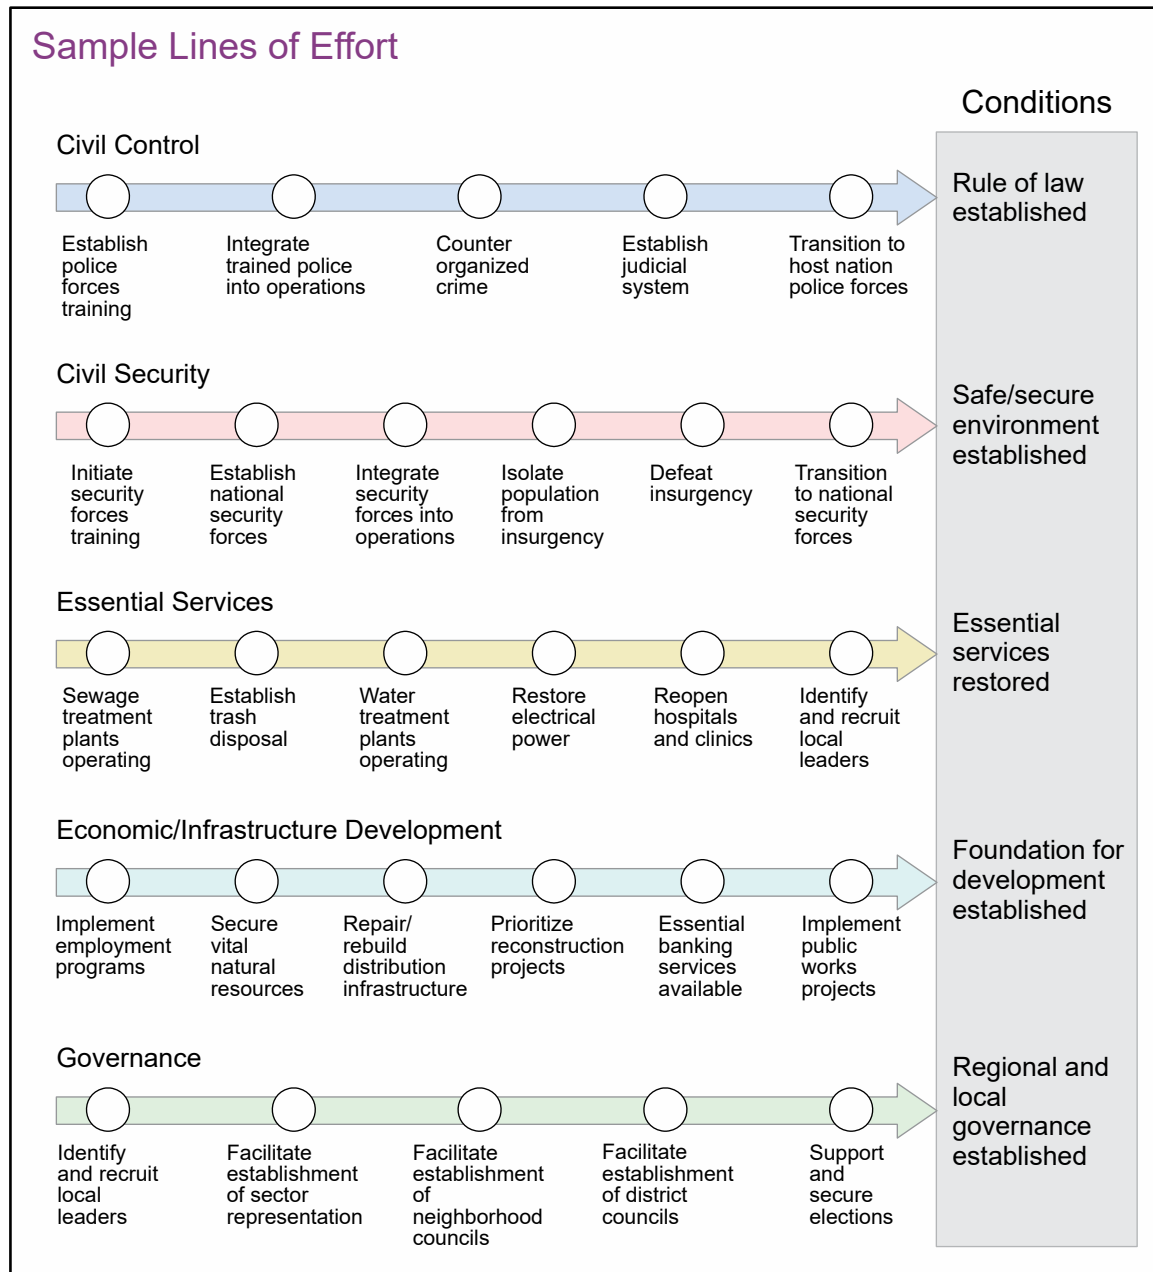 Sample Lines of Effort
Conditions
Civil Control
Establish
police
forces
training
Integrate
trained police
into operations
Counter
organized
crime
Establish
judicial
system
Transition to
host nation
police forces
Rule of law
established
Civil Security
Initiate
security
forces
training
Establish
national
security
forces
Integrate
security
forces into
operations
Isolate
population
from
insurgency
Defeat
insurgency
Transition
to national
security
forces
Safe/secure
environment
established
Essential Services
Sewage
treatment
plants
operating
Establish
trash
disposal
Water
treatment
plants
operating
Restore
electrical
power
Reopen
hospitals
and clinics
Identify
and recruit
local
leaders
Essential
services
restored
Economic/Infrastructure Development
Implement
employment
programs
Secure
vital
natural
resources
Repair/
rebuild
distribution
infrastructure
Prioritize
reconstruction
projects
Essential
banking
services
available
Implement
public
works
projects
Foundation for
development
established
Governance
Identify
and recruit
local
leaders
Facilitate
establishment
of sector
representation
Facilitate
establishment
of
neighborhood
councils
Facilitate
establishment
of district
councils
Support
and
secure
elections
Regional and
local
governance
established